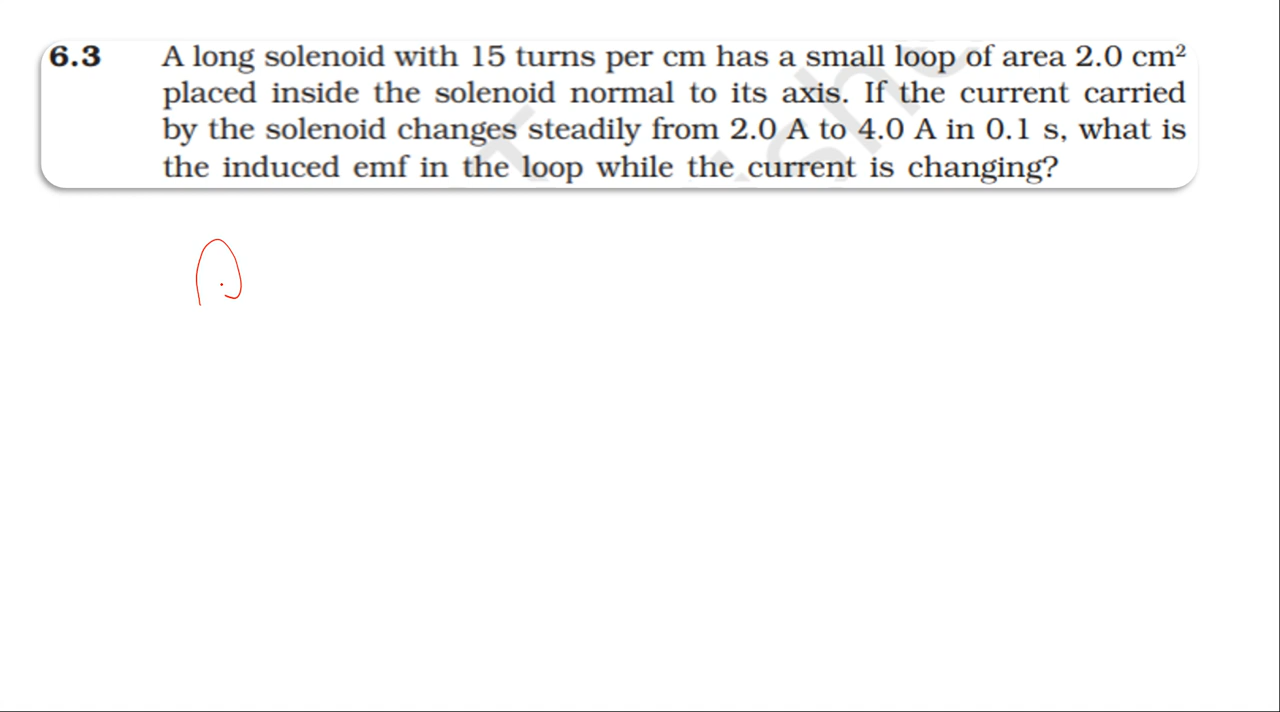 6.3 A long solenoid with 15 turns per cm has a small loop of area 2.0 cm²
placed inside the solenoid normal to its axis. If the current carried
by the solenoid changes steadily from 2.0 A to 4.0 A in 0.1 s, what is
the induced emf in the loop while the current is changing?